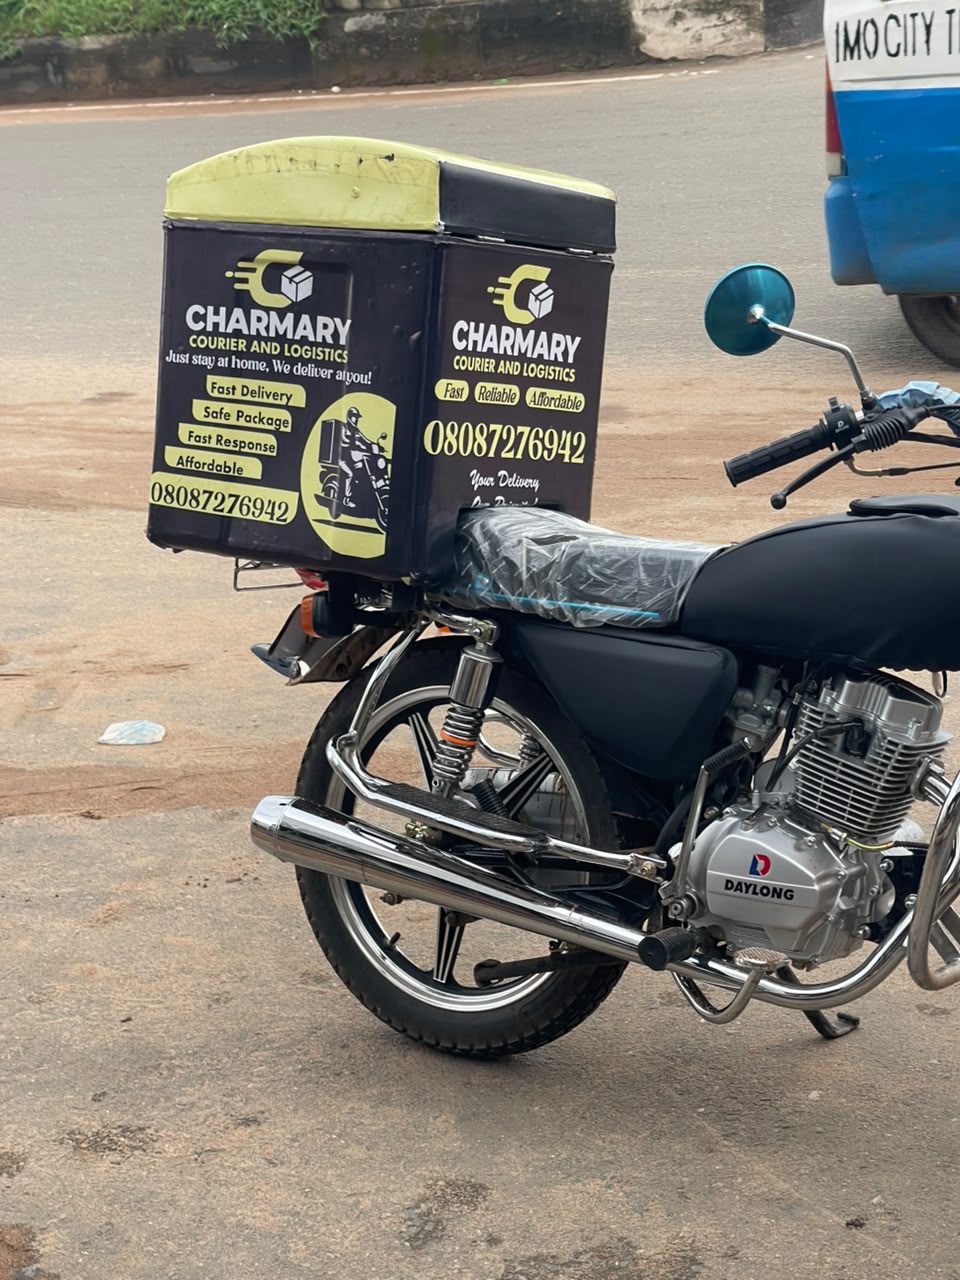 IMO CITY
CHARMARY
COURIER AND LOGISTICS
Just stay at home, We deliver at you!
Fast Delivery
Safe Package
Fast Response
Affordable
08087276942
CHARMARY
COURIER AND LOGISTICS
Fast Reliable Affordable
08087276942
Your Delivery
DAYLONG